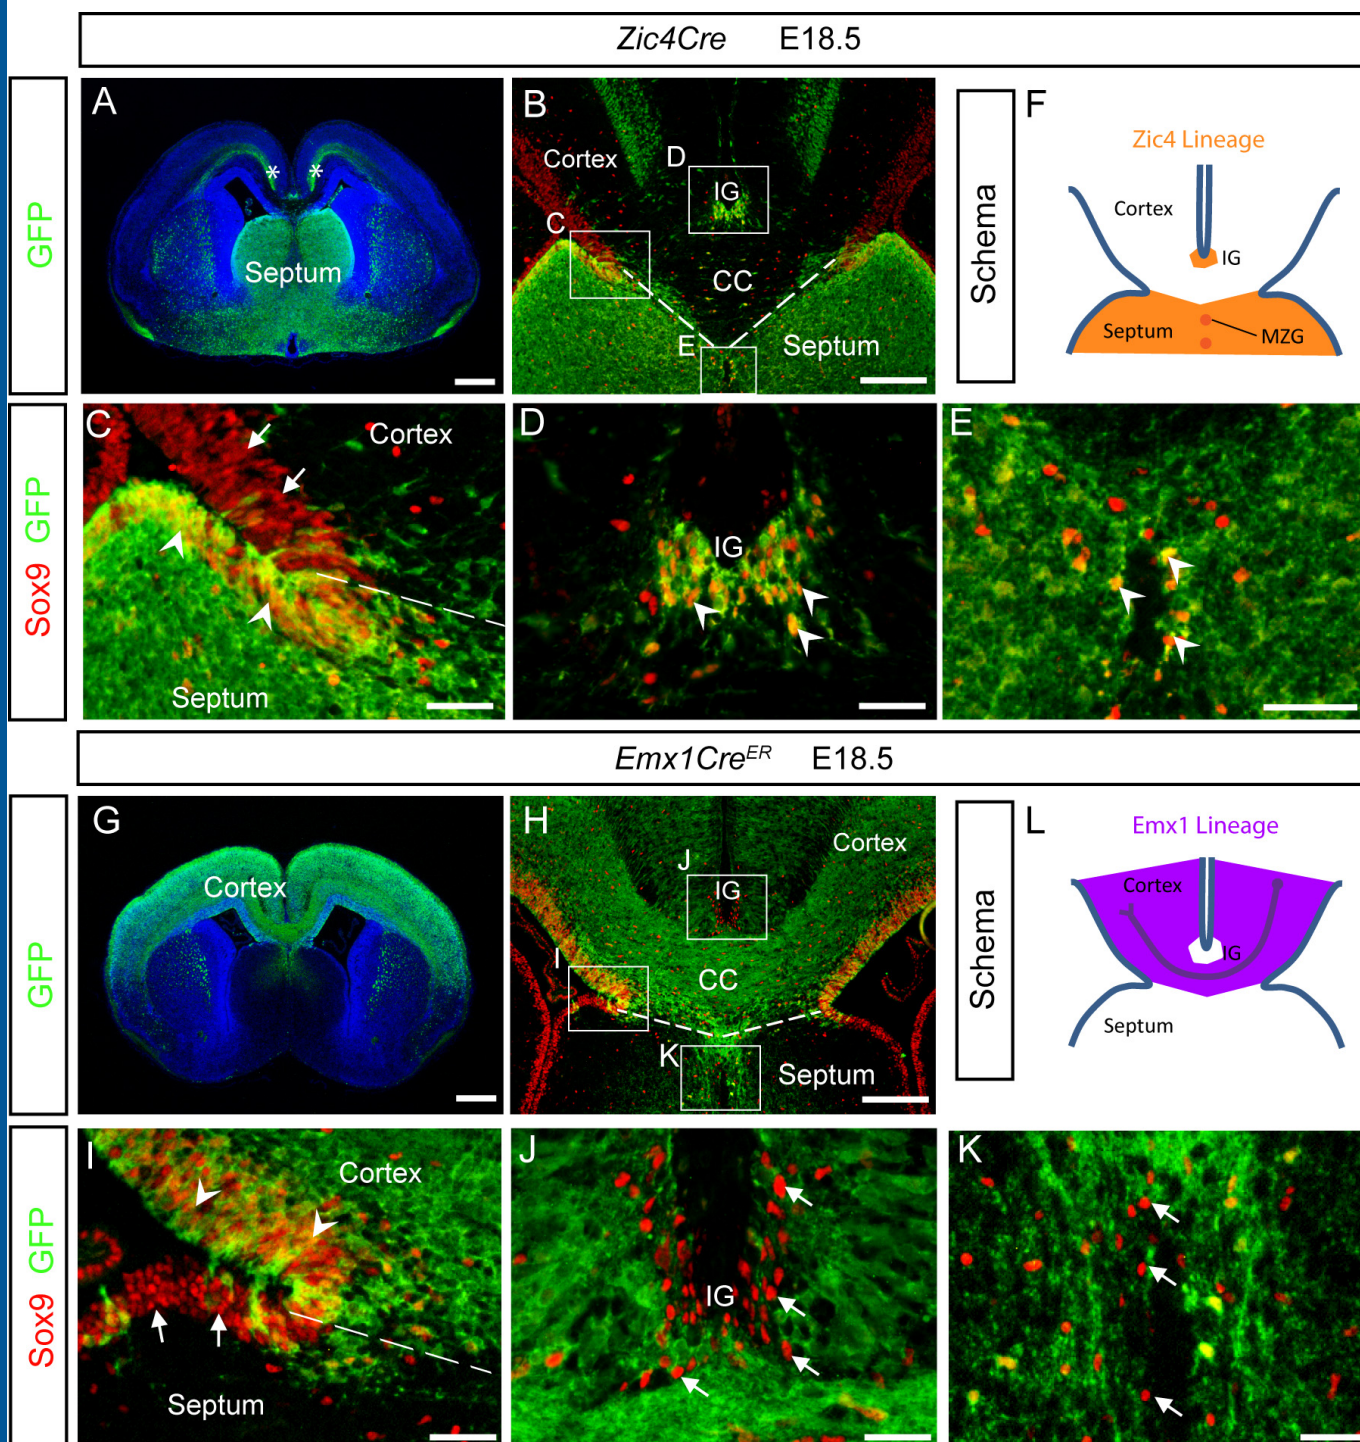 Zic4Cre E18.5
GFP
A
*
*
Septum
B
Cortex
D
IG
C
CC
E
Septum
Schema
F
Zic4 Lineage
Cortex
IG
Septum
MZG
Sox9 GFP
C
Cortex
Septum
D
IG
E
Emx1Cre^ER E18.5
GFP
G
Cortex
H
Cortex
J
IG
I
CC
K
Septum
Schema
L
Emx1 Lineage
Cortex
IG
Septum
Sox9 GFP
I
Cortex
Septum
J
IG
K